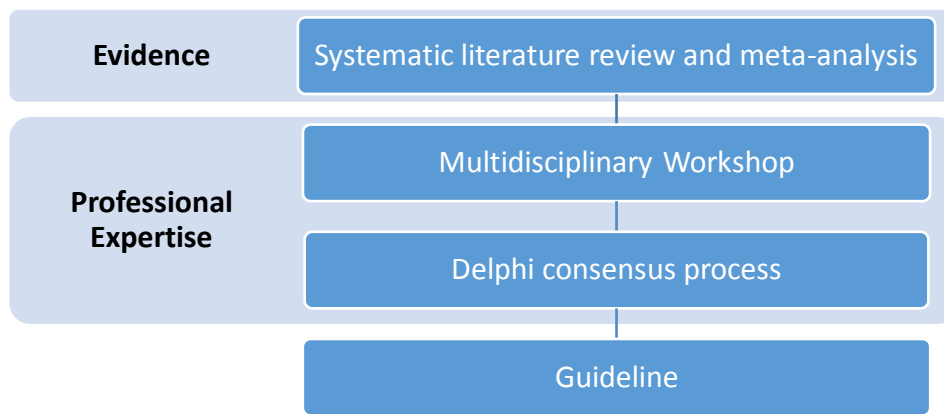 Evidence
Systematic literature review and meta-analysis
Multidisciplinary Workshop
Professional
Expertise
Delphi consensus process
Guideline